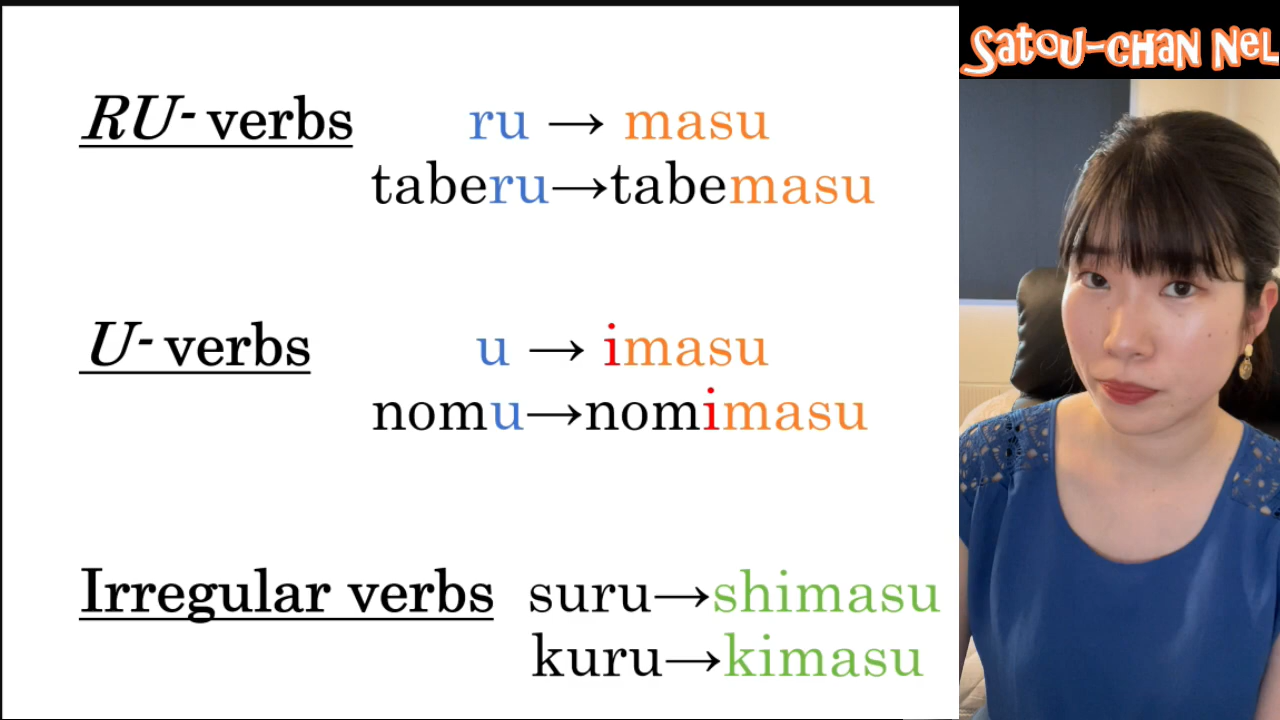 RU- verbs ru → masu
taberu→tabemasu
U- verbs u → imasu
nomu→nomimasu
Irregular verbs suru→shimasu
kuru→kimasu
Satou-chan Nel